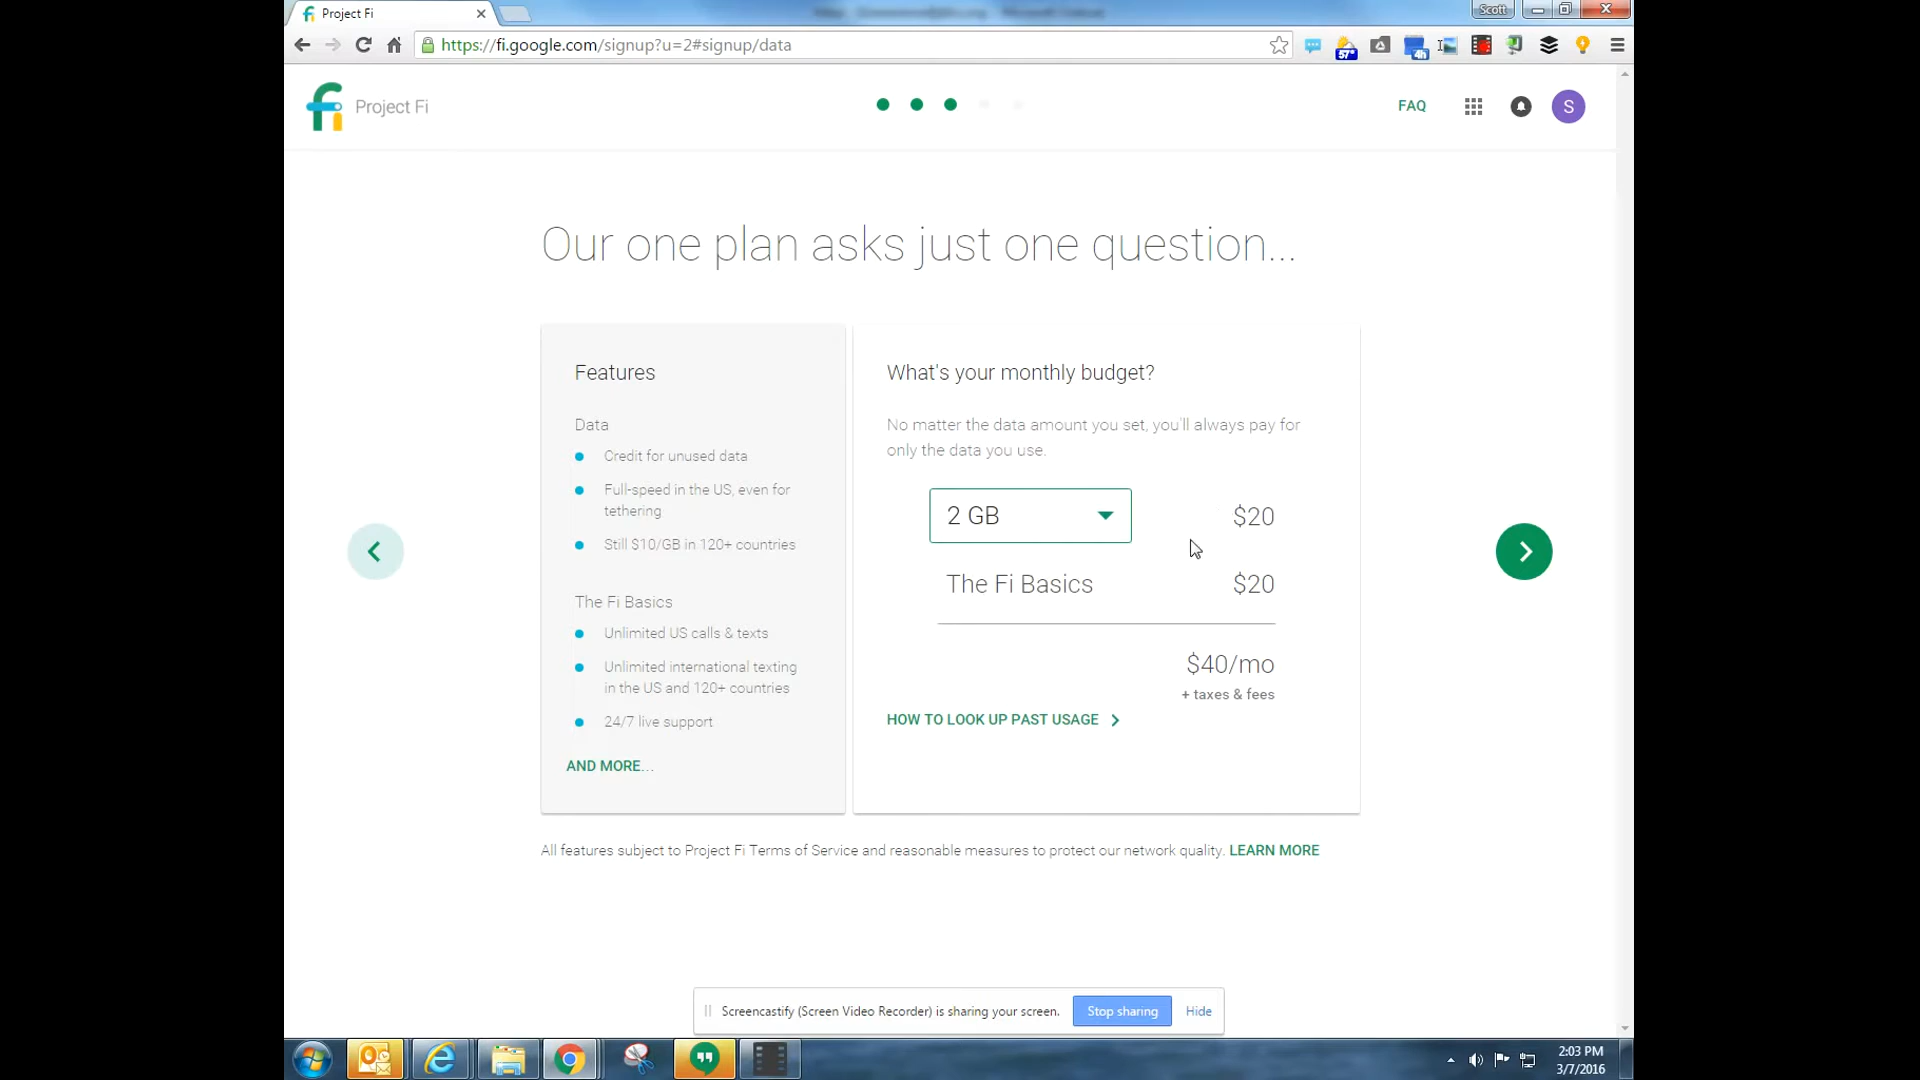 Project Fi
Scott
https://fi.google.com/signup?u=2#signup/data
57°
4h
Project Fi
FAQ
S
Our one plan asks just one question...
Features
Data
Credit for unused data
Full-speed in the US, even for
tethering
Still $10/GB in 120+ countries
The Fi Basics
Unlimited US calls & texts
Unlimited international texting
in the US and 120+ countries
24/7 live support
AND MORE...
What's your monthly budget?
No matter the data amount you set, you'll always pay for
only the data you use.
2 GB
$20
The Fi Basics
$20
$40/mo
+ taxes & fees
HOW TO LOOK UP PAST USAGE
All features subject to Project Fi Terms of Service and reasonable measures to protect our network quality. LEARN MORE
Screencastify (Screen Video Recorder) is sharing your screen.
Stop sharing
Hide
2:03 PM
3/7/2016